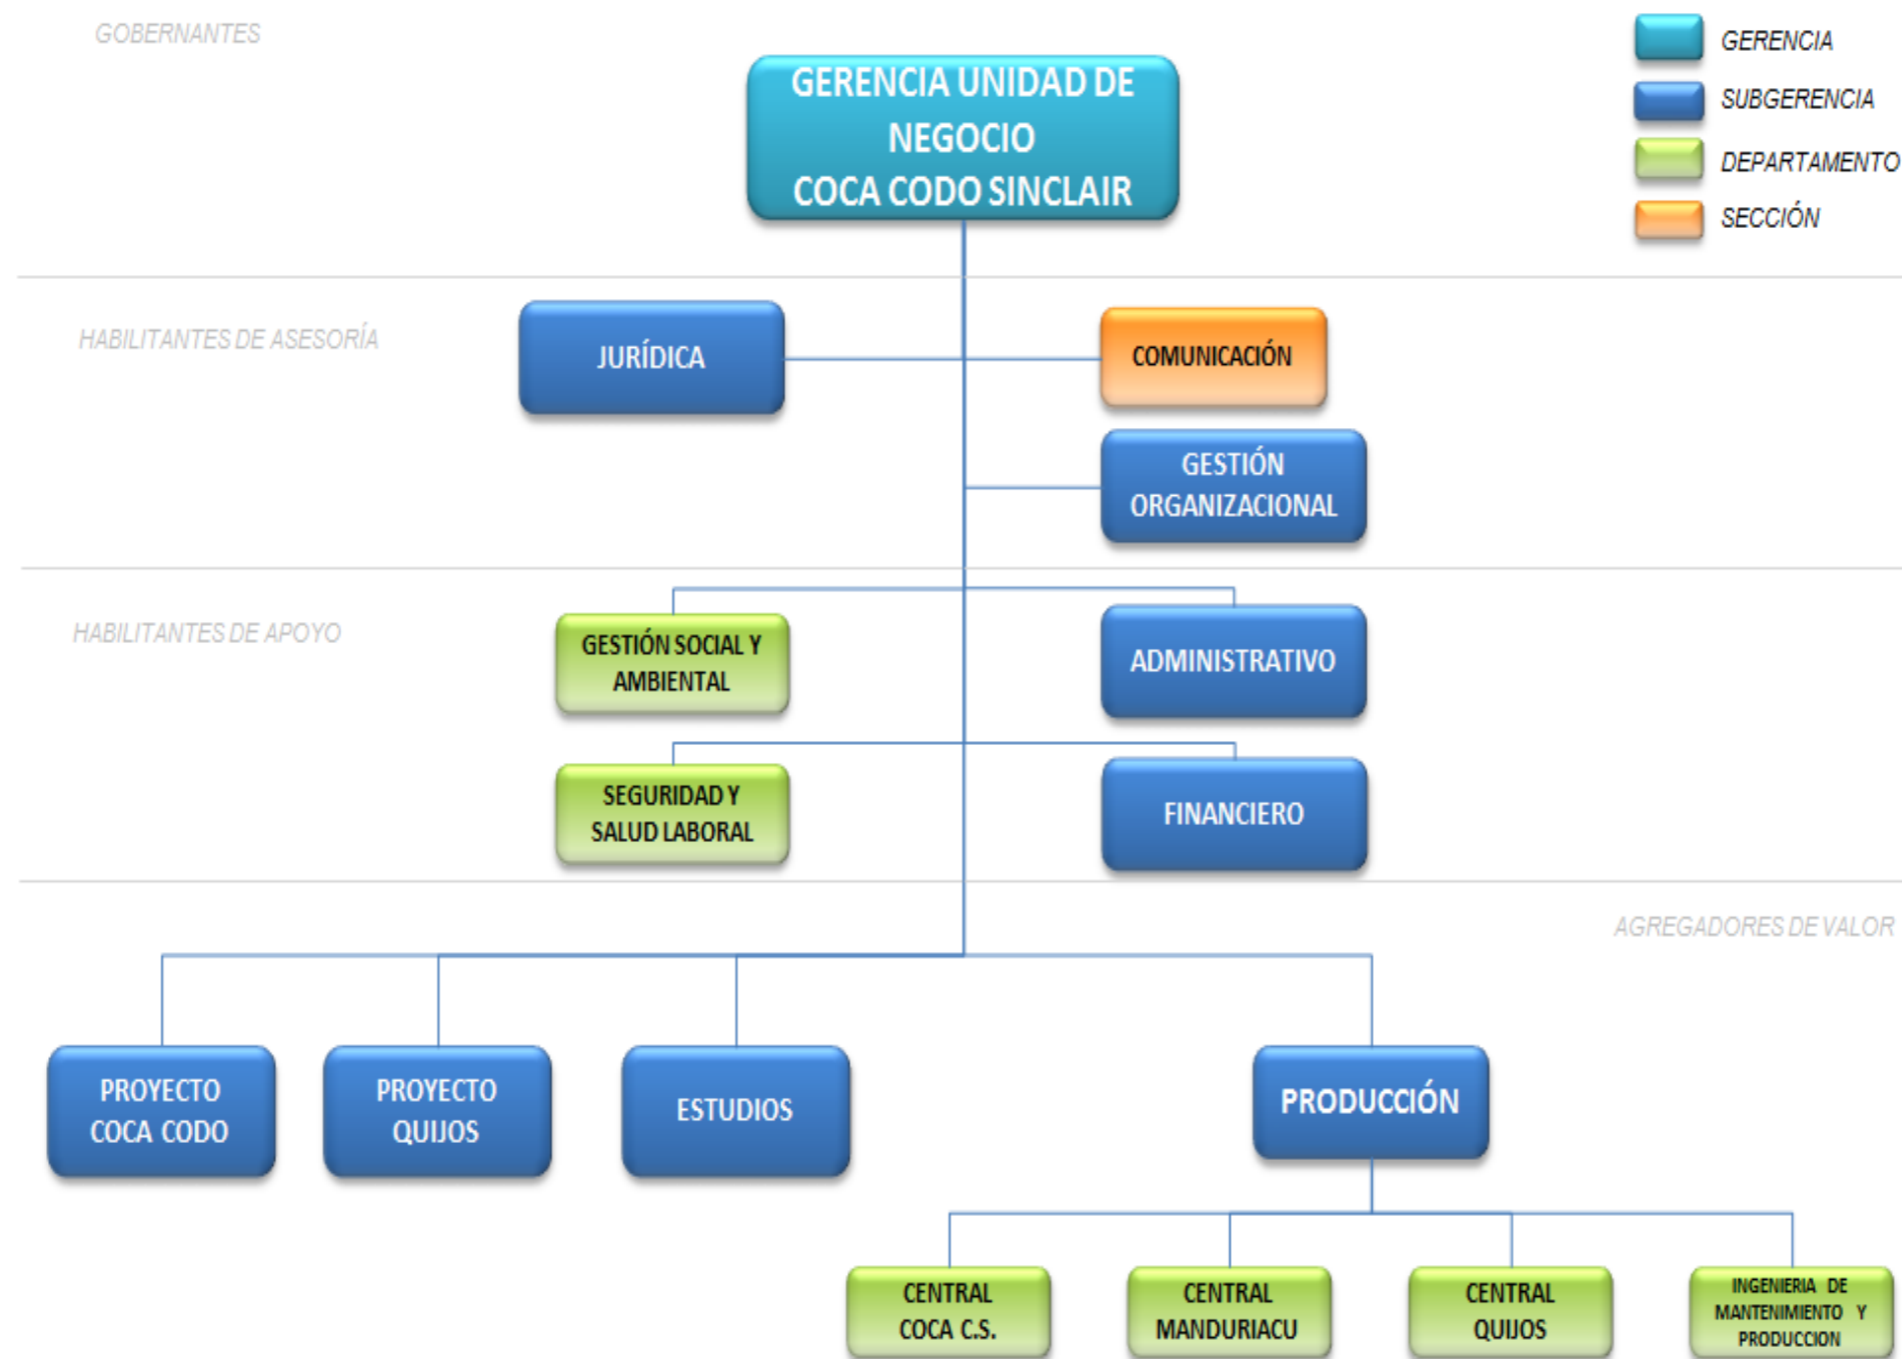 GOBERNANTES
GERENCIA UNIDAD DE
NEGOCIO
COCA CODO SINCLAIR
GERENCIA
SUBGERENCIA
DEPARTAMENTO
SECCIÓN
HABILITANTES DE ASESORÍA
JURÍDICA
COMUNICACIÓN
GESTIÓN
ORGANIZACIONAL
HABILITANTES DE APOYO
GESTIÓN SOCIAL Y
AMBIENTAL
ADMINISTRATIVO
SEGURIDAD Y
SALUD LABORAL
FINANCIERO
AGREGADORES DE VALOR
PROYECTO
COCA CODO
PROYECTO
QUIJOS
ESTUDIOS
PRODUCCIÓN
CENTRAL
COCA C.S.
CENTRAL
MANDURIACU
CENTRAL
QUIJOS
INGENIERIA DE
MANTENIMIENTO Y
PRODUCCION